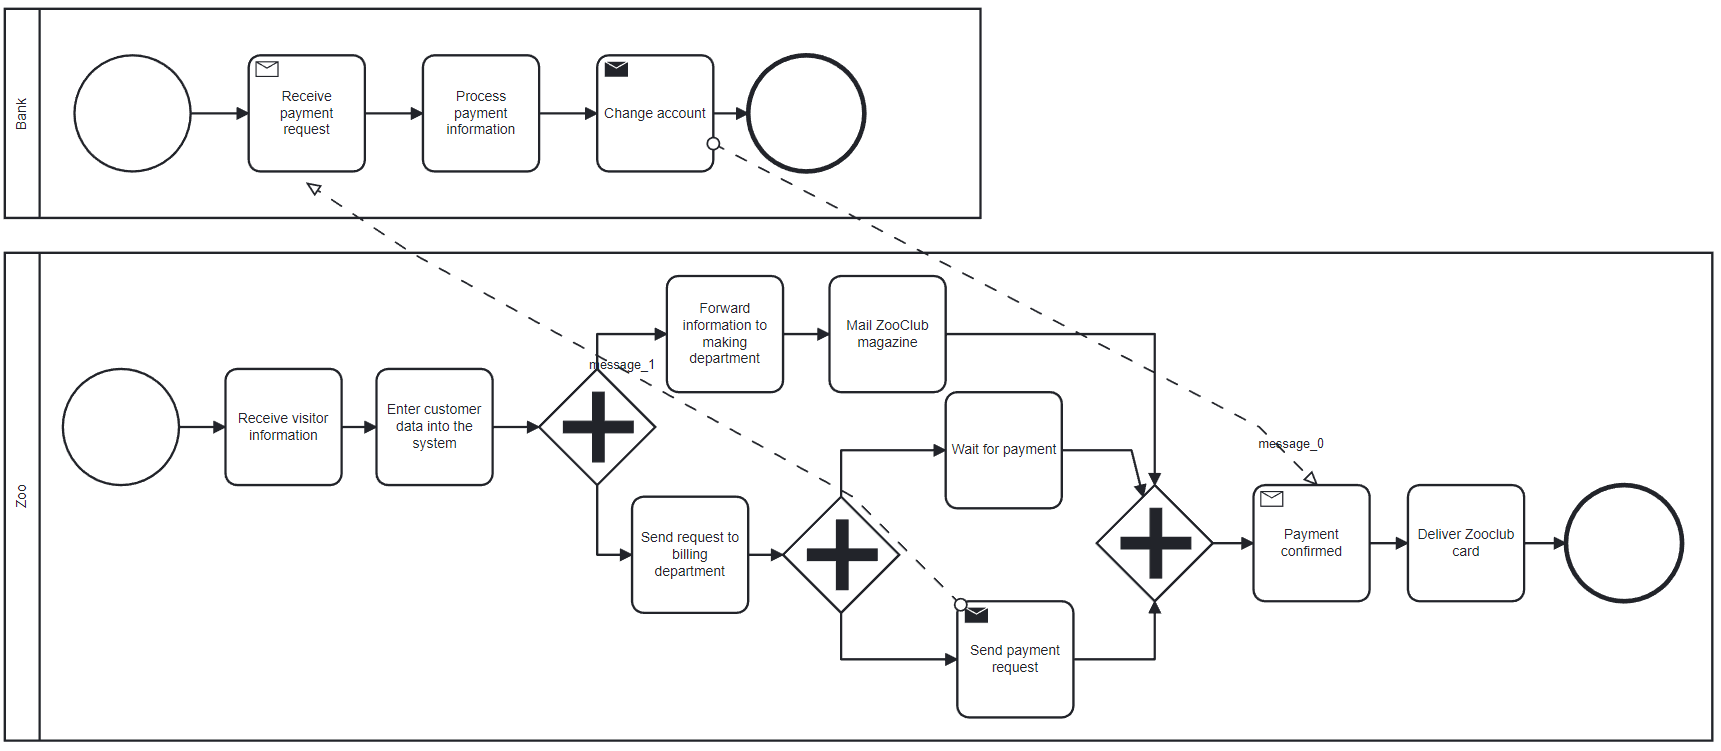 Bank
Receive
payment
request
Process
payment
information
Change account
Zoo
Receive visitor
information
Enter customer
data into the
system
message_1
Forward
information to
making
department
Mail ZooClub
magazine
Send request to
billing
department
Wait for payment
Send payment
request
message_0
Payment
confirmed
Deliver Zooclub
card